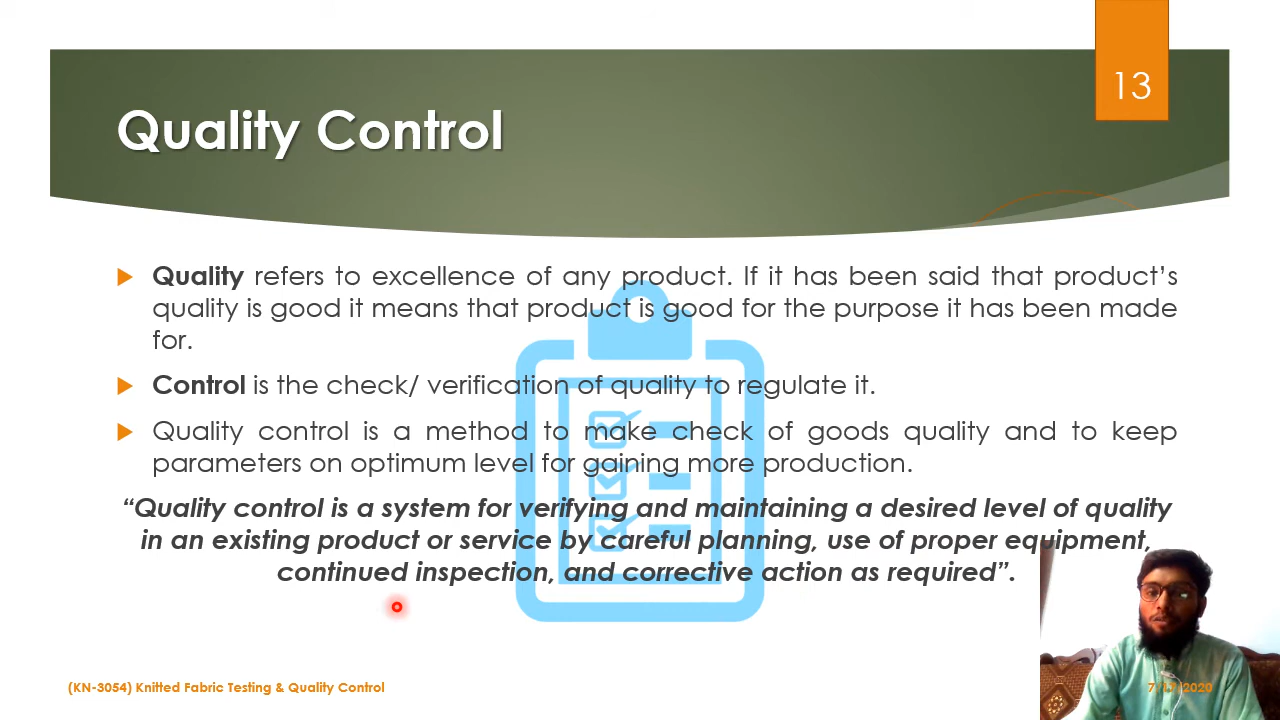 13
Quality Control
Quality refers to excellence of any product. If it has been said that product's
quality is good it means that product is good for the purpose it has been made
for.
Control is the check/ verification of quality to regulate it.
Quality control is a method to make check of goods quality and to keep
parameters on optimum level for gaining more production.
“Quality control is a system for verifying and maintaining a desired level of quality
in an existing product or service by careful planning, use of proper equipment,
continued inspection, and corrective action as required”.
(KN-3054) Knitted Fabric Testing & Quality Control
7/17/2020